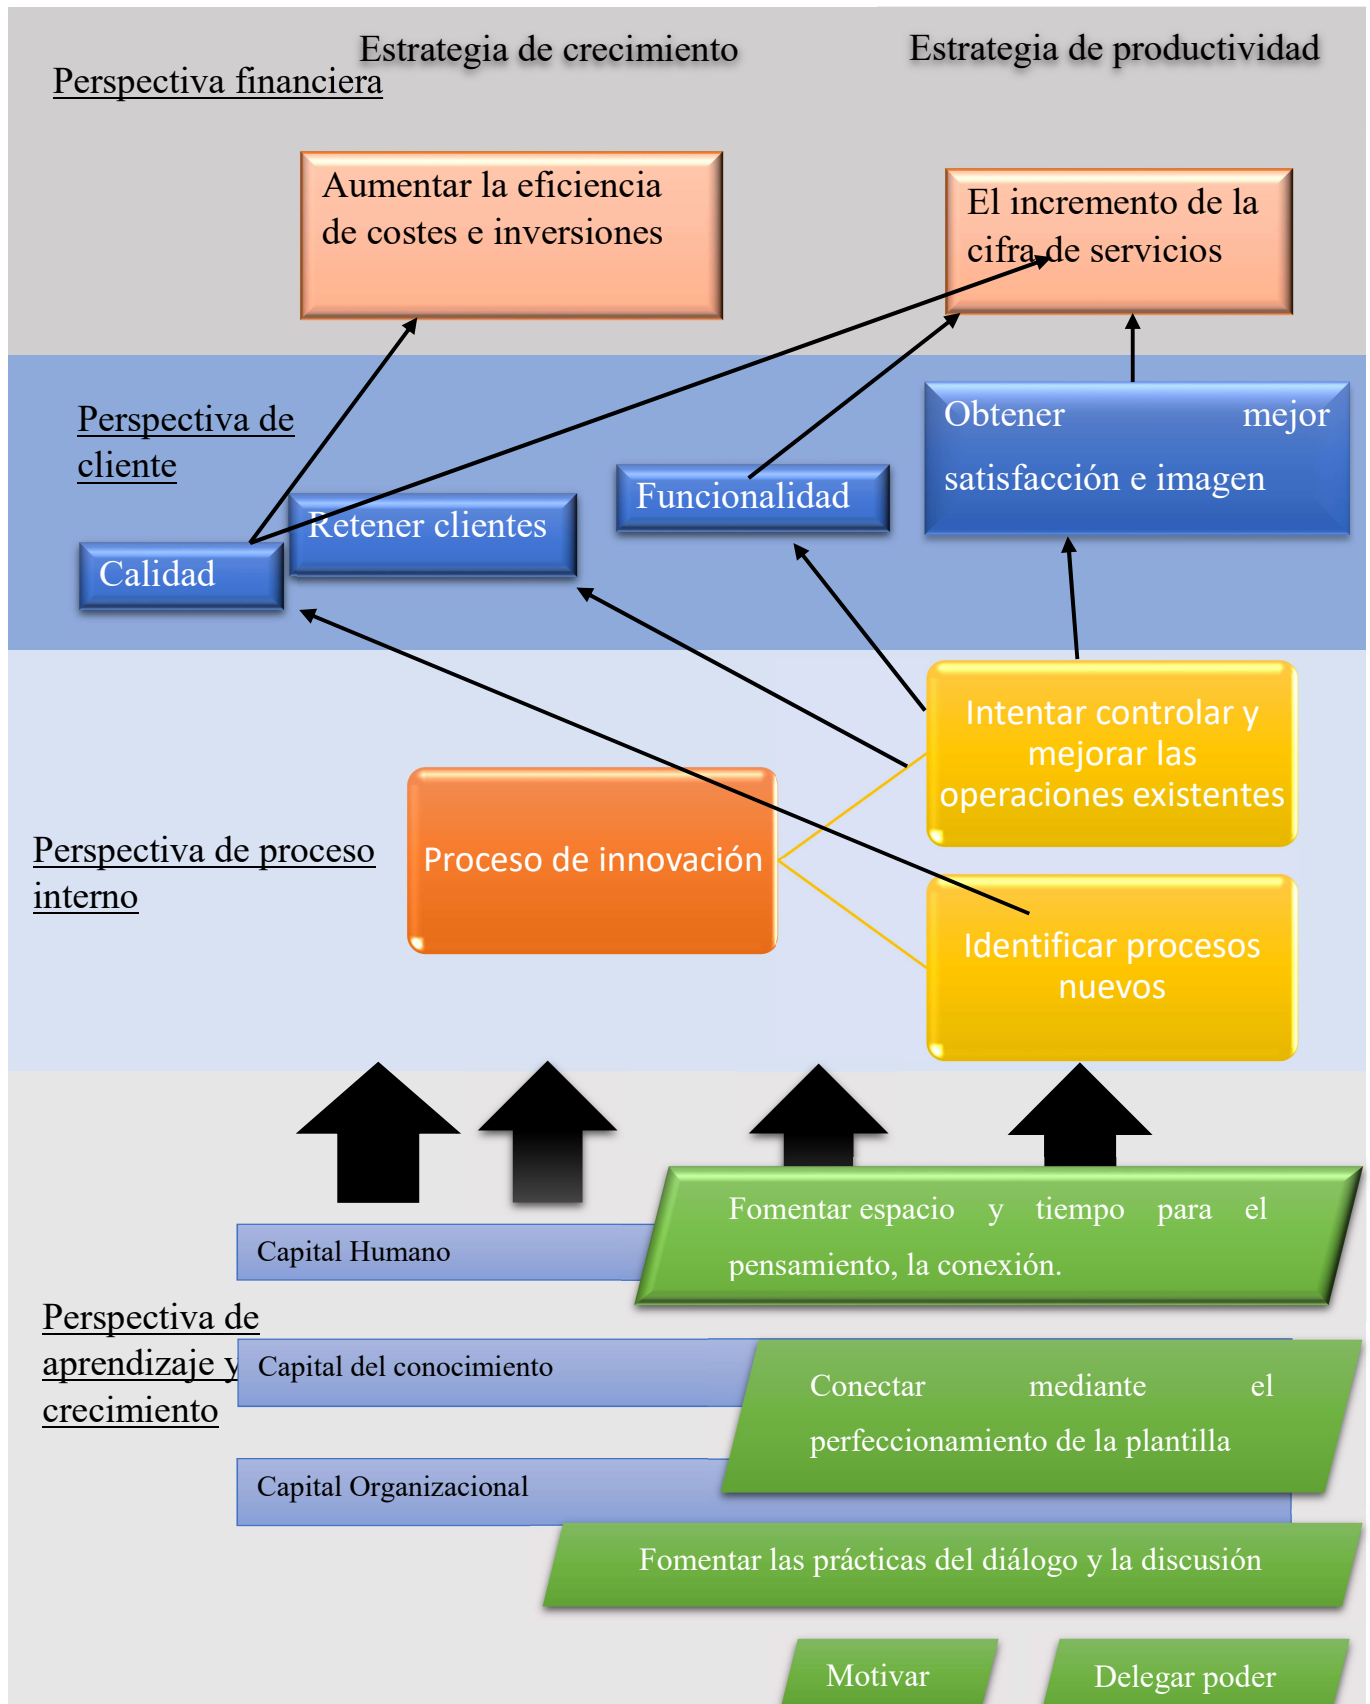 Estrategia de crecimiento
Estrategia de productividad
Perspectiva financiera
Aumentar la eficiencia
de costes e inversiones
El incremento de la
cifra de servicios
Perspectiva de
cliente
Obtener mejor
satisfacción e imagen
Funcionalidad
Retener clientes
Calidad
Intentar controlar y
mejorar las
operaciones existentes
Proceso de innovación
Perspectiva de proceso
interno
Identificar procesos
nuevos
Fomentar espacio y tiempo para el
pensamiento, la conexión.
Capital Humano
Perspectiva de
aprendizaje y
crecimiento
Capital del conocimiento
Conectar mediante el
perfeccionamiento de la plantilla
Capital Organizacional
Fomentar las prácticas del diálogo y la discusión
Motivar
Delegar poder